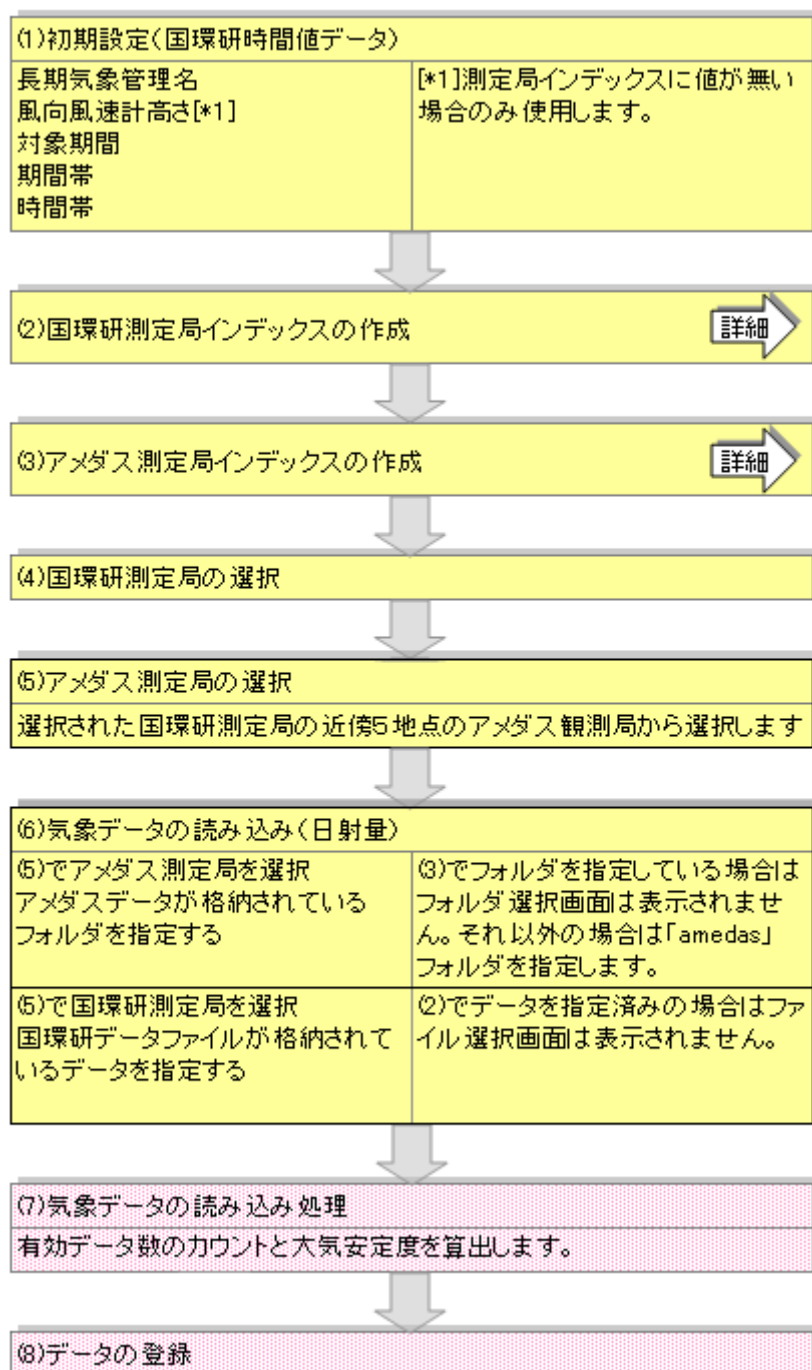 (1)初期設定(国環研時間値データ)
長期気象管理名
風向風速計高さ[*1]
対象期間
期間帯
時間帯
[*1]測定局インデックスに値が無い
場合のみ使用します。
(2)国環研測定局インデックスの作成
詳細
(3)アメダス測定局インデックスの作成
詳細
(4)国環研測定局の選択
(5)アメダス測定局の選択
選択された国環研測定局の近傍5地点のアメダス観測局から選択します
(6)気象データの読み込み(日射量)
(5)でアメダス測定局を選択
アメダスデータが格納されている
フォルダを指定する
(3)でフォルダを指定している場合は
フォルダ選択画面は表示されませ
ん。それ以外の場合は「amedas」
フォルダを指定します。
(5)で国環研測定局を選択
国環研データファイルが格納されて
いるデータを指定する
(2)でデータを指定済みの場合はファ
イル選択画面は表示されません。
(7)気象データの読み込み処理
有効データ数のカウントと大気安定度を算出します。
(8)データの登録